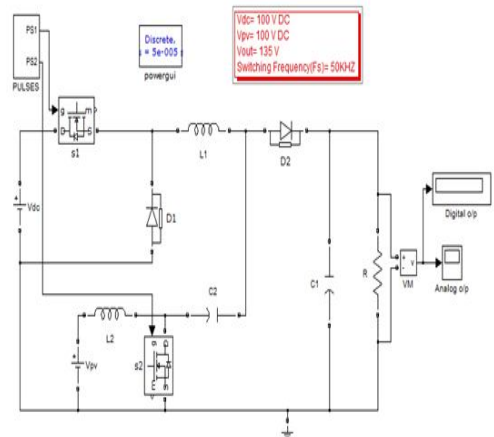 PS1
PS2
PULSES
Discrete,
s = 5e-005 s
powergui
Vdc= 100 V DC
Vpv= 100 V DC
Vout= 135 V
Switching Frequency(Fs)= 50KHZ
g
m
D
S
s1
L1
D2
Vdc
D1
Digital o/p
C1
R
VM
v
Analog o/p
C2
L2
Vpv
s2
g
D
m
S